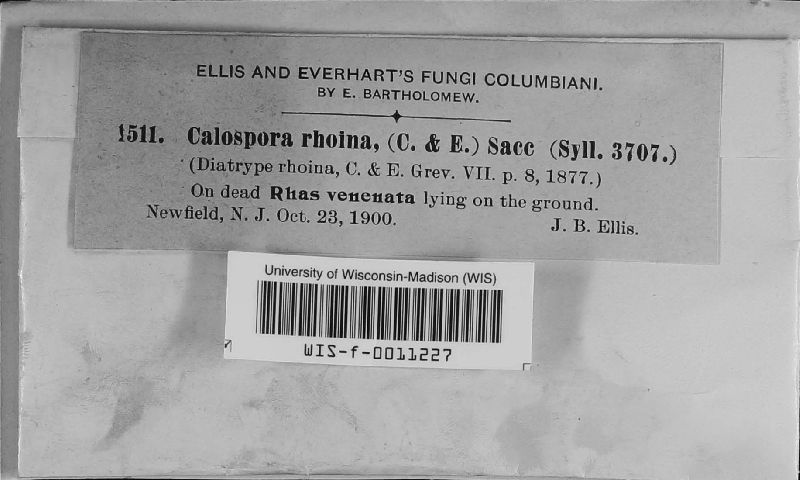 ELLIS AND EVERHART'S FUNGI COLUMBIANI.
BY E. BARTHOLOMEW.
1511. Calospora rhoina, (C. & E.) Sacc (Syll. 3707.)
(Diatrype rhoina, C. & E. Grev. VII. p. 8, 1877.)
On dead Rhas venenata lying on the ground.
Newfield, N. J. Oct. 23, 1900. J. B. Ellis.
University of Wisconsin-Madison (WIS)
WIS-f-0011227